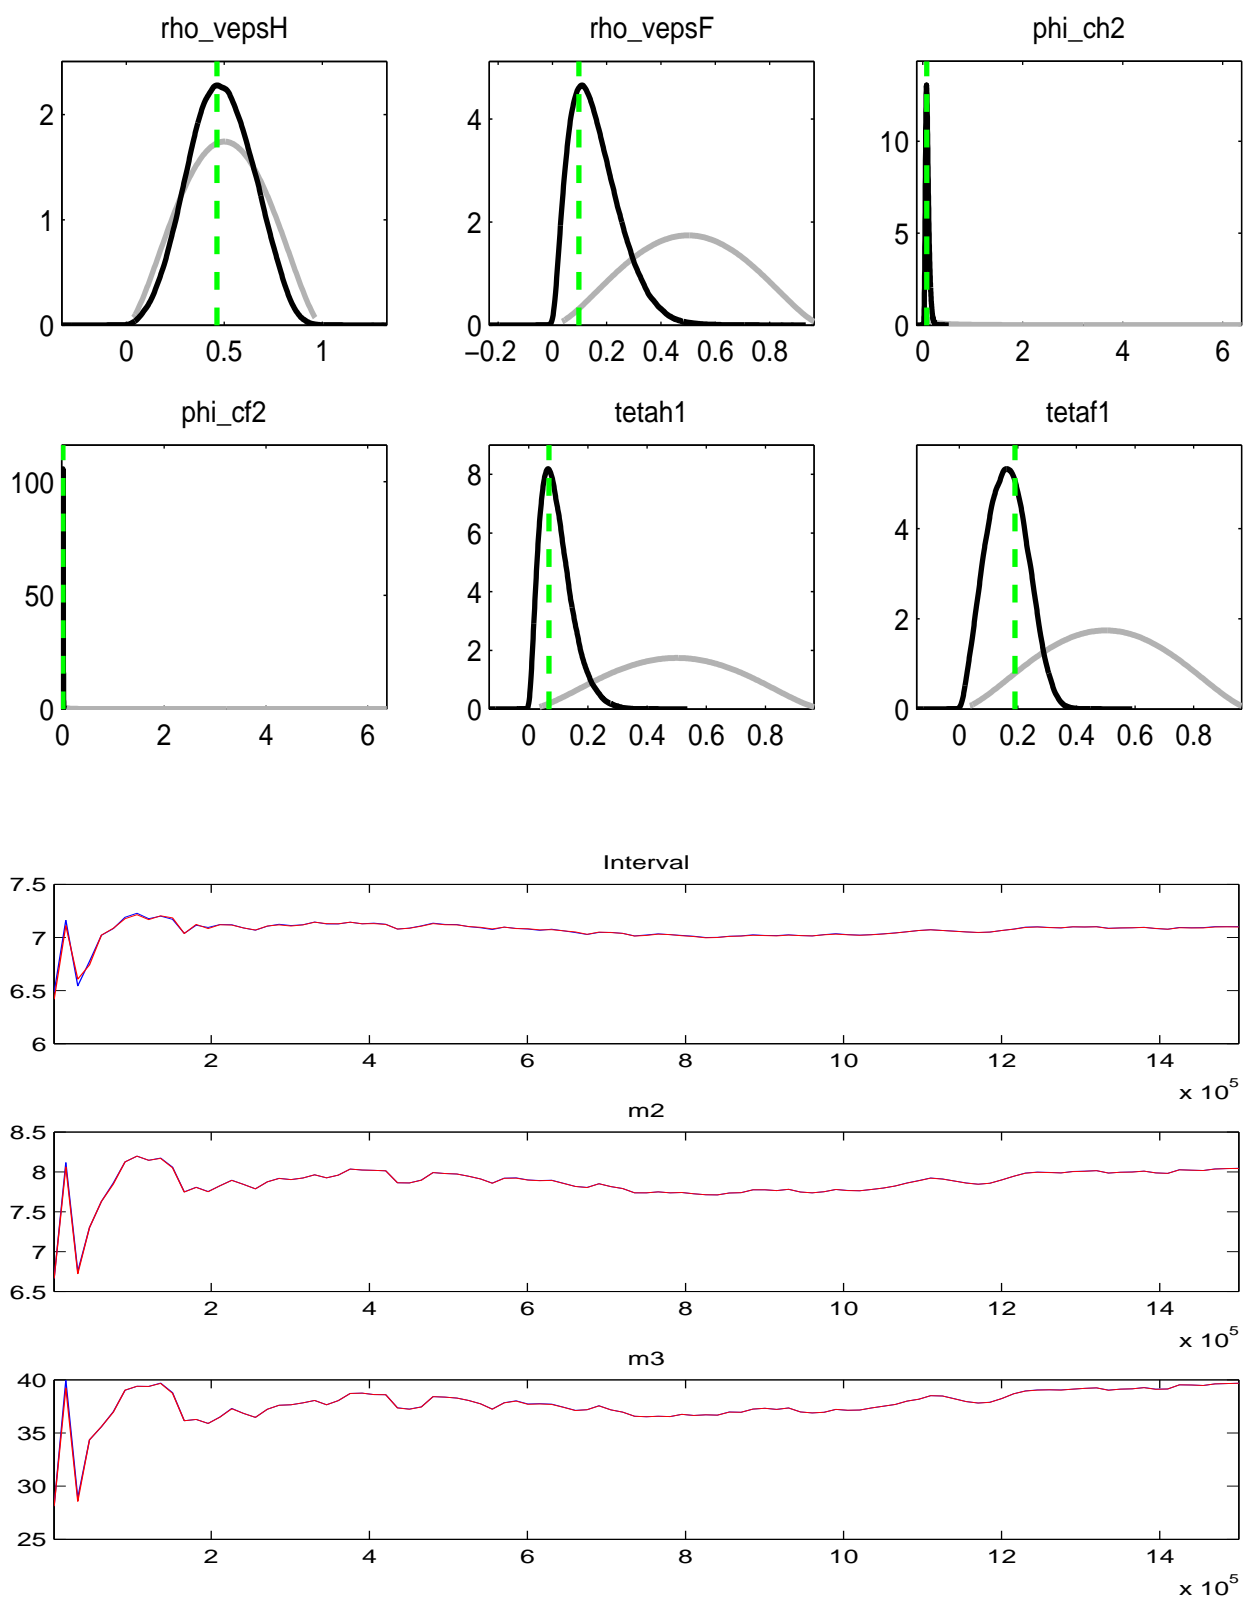 rho_vepsH rho_vepsF phi_ch2
2
1
0
0 0.5 1
4
2
0
−0.2 0 0.2 0.4 0.6 0.8
10
5
0
0 2 4 6
phi_cf2 tetah1 tetaf1
100
50
0
0 2 4 6
8
6
4
2
0
0 0.2 0.4 0.6 0.8
4
2
0
0 0.2 0.4 0.6 0.8
Interval
7.5
7
6.5
6
2 4 6 8 10 12 14
x 10^5
m2
8.5
8
7.5
7
6.5
2 4 6 8 10 12 14
x 10^5
m3
40
35
30
25
2 4 6 8 10 12 14
x 10^5